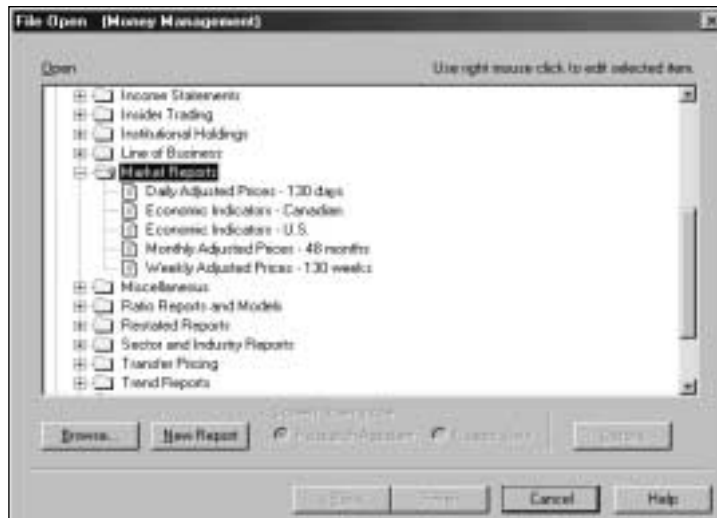 File Open (Money Management)
Open
Use right mouse click to edit selected item.
Income Statements
Insider Trading
Institutional Holdings
Line of Business
Market Reports
Daily Adjusted Prices - 130 days
Economic Indicators - Canadian
Economic Indicators - U.S.
Monthly Adjusted Prices - 48 months
Weekly Adjusted Prices - 130 weeks
Miscellaneous
Ratio Reports and Models
Restated Reports
Sector and Industry Reports
Transfer Pricing
Trend Reports
Browse... New Report
Cancel Help